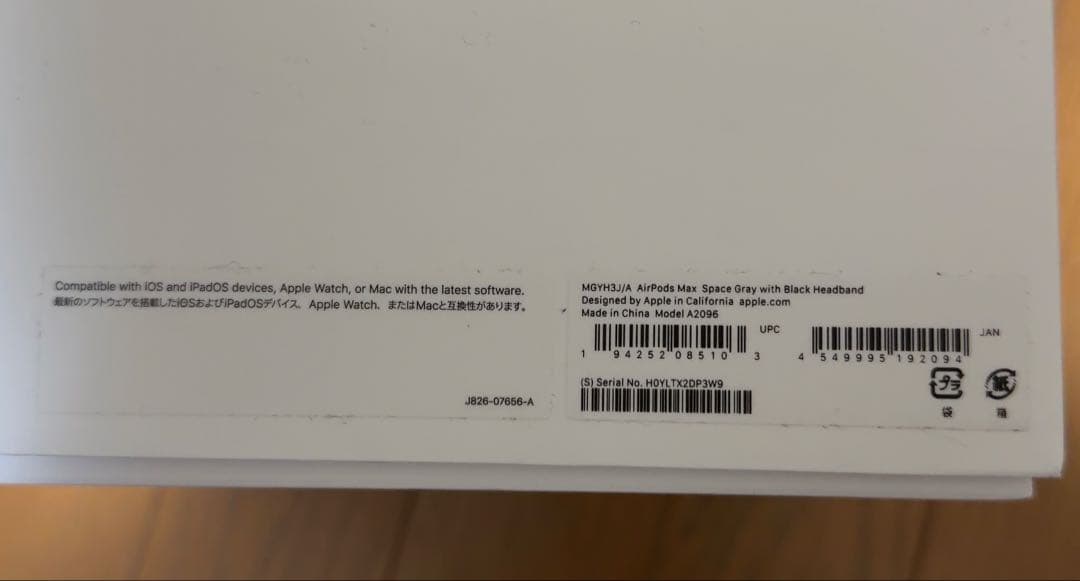 Compatible with iOS and iPadOS devices, Apple Watch, or Mac with the latest software.
最新のソフトウェアを搭載したiOSおよびiPadOSデバイス、Apple Watch、またはMacと互換性があります。
J826-07656-A
MGYH3J/A AirPods Max Space Gray with Black Headband
Designed by Apple in California apple.com
Made in China Model A2096
UPC
1 94252 08510 3
JAN
4 549995 192094
(S) Serial No. H0YLTX2DP3W9
プラ
袋
紙
箱